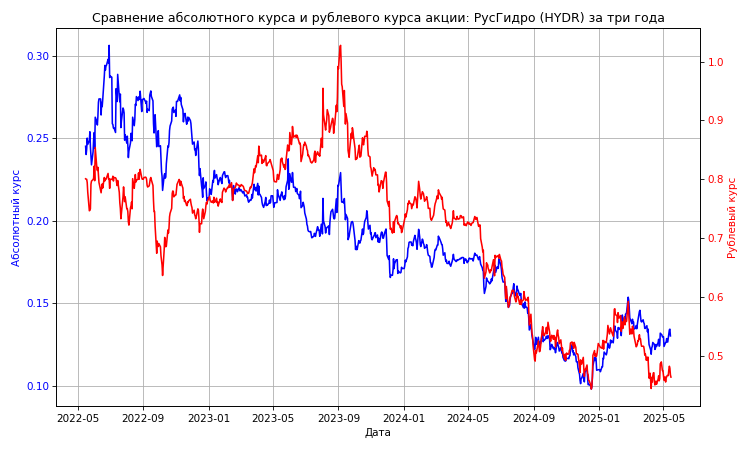 Сравнение абсолютного курса и рублевого курса акции: РусГидро (HYDR) за три года
0.30
0.25
0.20
0.15
0.10
Абсолютный курс
1.0
0.9
0.8
0.7
0.6
0.5
Рублевый курс
2022-05 2022-09 2023-01 2023-05 2023-09 2024-01 2024-05 2024-09 2025-01 2025-05
Дата